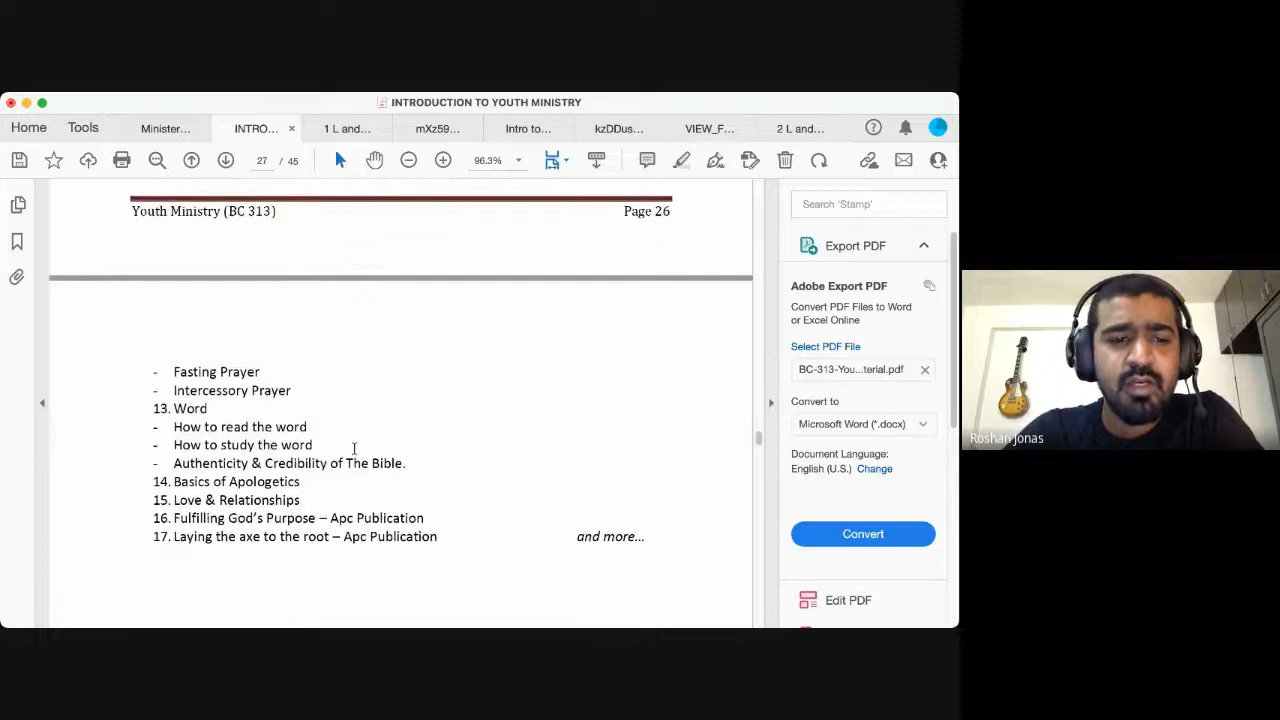 INTRODUCTION TO YOUTH MINISTRY
Home Tools Minister... INTRO... × 1 L and... mXz59... Intro to... kzDDus... VIEW_F... 2 L and...
27 / 45 96.3%
Youth Ministry (BC 313) Page 26
- Fasting Prayer
- Intercessory Prayer
13. Word
- How to read the word
- How to study the word
- Authenticity & Credibility of The Bible.
14. Basics of Apologetics
15. Love & Relationships
16. Fulfilling God's Purpose – Apc Publication
17. Laying the axe to the root – Apc Publication and more...
Search 'Stamp'
Export PDF
Adobe Export PDF
Convert PDF Files to Word
or Excel Online
Select PDF File
BC-313-You...terial.pdf
Convert to
Microsoft Word (*.docx)
Document Language:
English (U.S.) Change
Convert
Edit PDF
Roshan Jonas